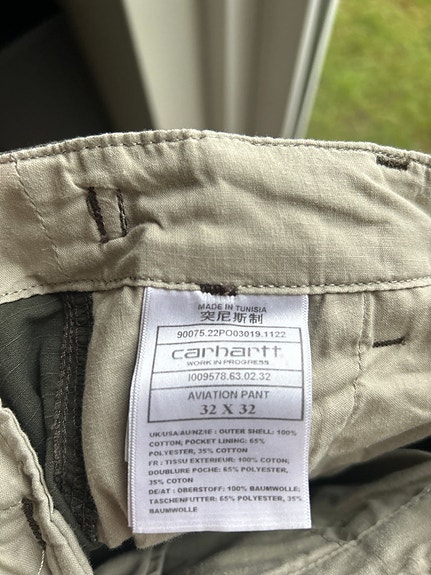 MADE IN TUNISIA
突尼斯制
90075.22PO03019.1122
carhartt
WORK IN PROGRESS
I009578.63.02.32
AVIATION PANT
32 X 32
UK/USA/AU/NZ/IE : OUTER SHELL: 100%
COTTON; POCKET LINING: 65%
POLYESTER, 35% COTTON
FR : TISSU EXTERIEUR: 100% COTON;
DOUBLURE POCHE: 65% POLYESTER,
35% COTON
DE/AT : OBERSTOFF: 100% BAUMWOLLE;
TASCHENFUTTER: 65% POLYESTER, 35%
BAUMWOLLE